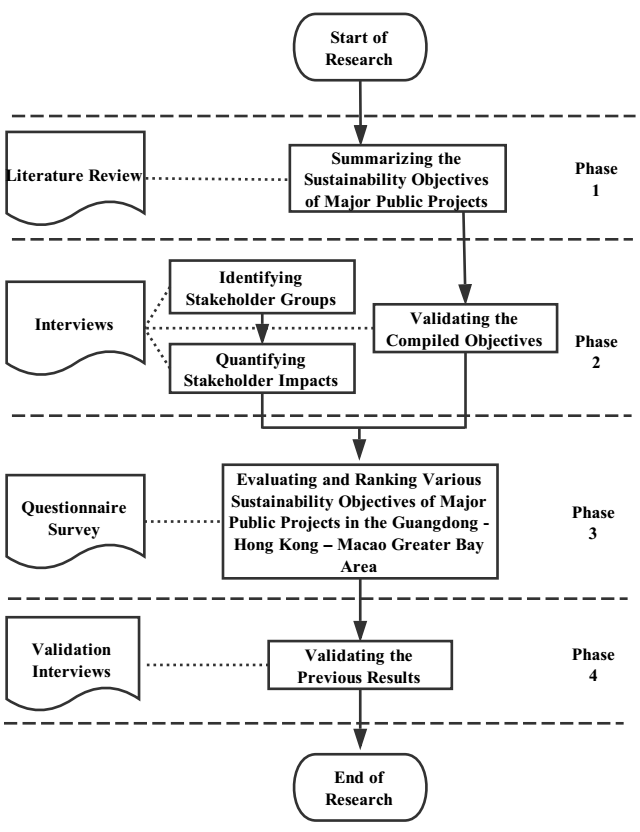 Start of
Research
Literature Review
Summarizing the
Sustainability Objectives
of Major Public Projects
Phase
1
Interviews
Identifying
Stakeholder Groups
Quantifying
Stakeholder Impacts
Validating the
Compiled Objectives
Phase
2
Questionnaire
Survey
Evaluating and Ranking Various
Sustainability Objectives of Major
Public Projects in the Guangdong -
Hong Kong – Macao Greater Bay
Area
Phase
3
Validation
Interviews
Validating the
Previous Results
Phase
4
End of
Research